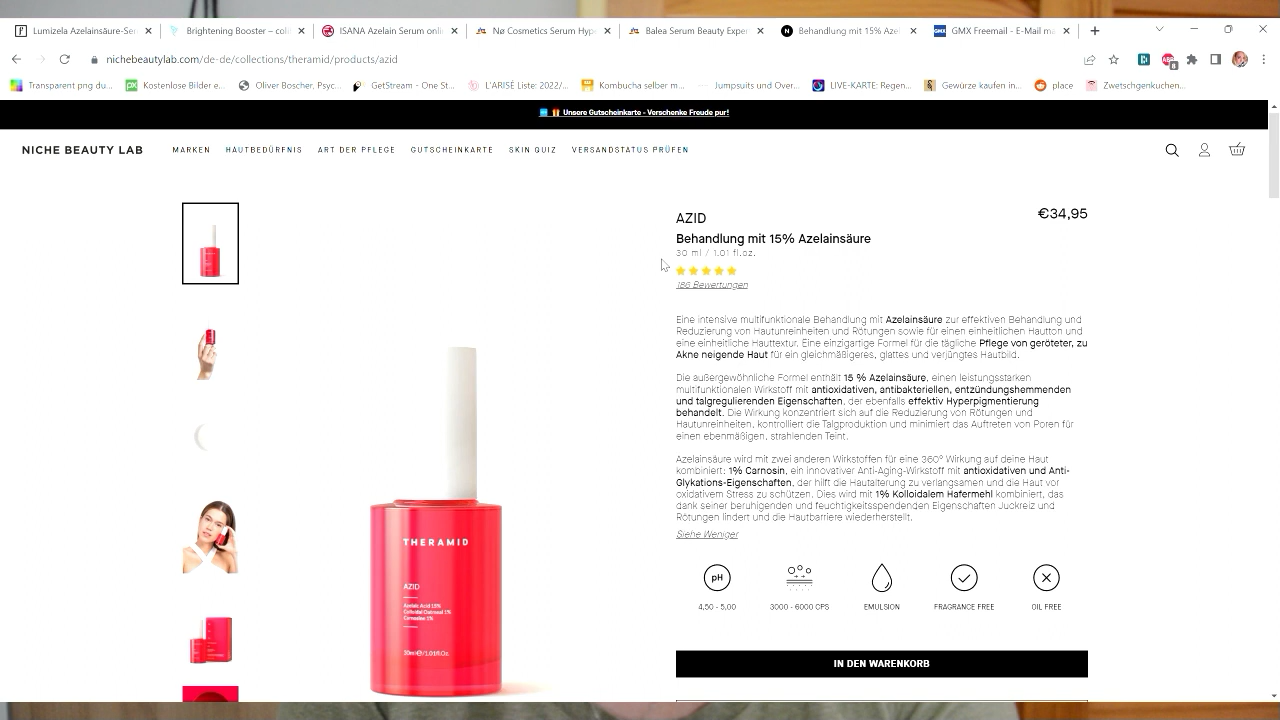 Lumizela Azelainsäure-Ser
Brightening Booster – coll
ISANA Azelain Serum onlin
Nø Cosmetics Serum Hype
Balea Serum Beauty Exper
Behandlung mit 15% Azel
GMX Freemail - E-Mail ma
nichebeautylab.com/de-de/collections/theramid/products/azid
Transparent png du...
Kostenlose Bilder e...
Oliver Boscher, Psyc...
GetStream - One St...
L'ARISÉ Liste: 2022/...
Kombucha selber m...
Jumpsuits und Over...
LIVE-KARTE: Regen...
Gewürze kaufen in...
place
Zwetschgenkuchen...
Unsere Gutscheinkarte - Verschenke Freude pur!
NICHE BEAUTY LAB
MARKEN HAUTBEDÜRFNIS ART DER PFLEGE GUTSCHEINKARTE SKIN QUIZ VERSANDSTATUS PRÜFEN
AZID
€34,95
Behandlung mit 15% Azelainsäure
30 ml / 1.01 fl.oz.
186 Bewertungen
Eine intensive multifunktionale Behandlung mit Azelainsäure zur effektiven Behandlung und
Reduzierung von Hautunreinheiten und Rötungen sowie für einen einheitlichen Hautton und
eine einheitliche Hauttextur. Eine einzigartige Formel für die tägliche Pflege von geröteter, zu
Akne neigende Haut für ein gleichmäßigeres, glattes und verjüngtes Hautbild.
Die außergewöhnliche Formel enthält 15 % Azelainsäure, einen leistungsstarken
multifunktionalen Wirkstoff mit antioxidativen, antibakteriellen, entzündungshemmenden
und talgregulierenden Eigenschaften, der ebenfalls effektiv Hyperpigmentierung
behandelt. Die Wirkung konzentriert sich auf die Reduzierung von Rötungen und
Hautunreinheiten, kontrolliert die Talgproduktion und minimiert das Auftreten von Poren für
einen ebenmäßigen, strahlenden Teint.
Azelainsäure wird mit zwei anderen Wirkstoffen für eine 360° Wirkung auf deine Haut
kombiniert: 1% Carnosin, ein innovativer Anti-Aging-Wirkstoff mit antioxidativen und Anti-
Glykations-Eigenschaften, der hilft die Hautalterung zu verlangsamen und die Haut vor
oxidativem Stress zu schützen. Dies wird mit 1% Kolloidalem Hafermehl kombiniert, das
dank seiner beruhigenden und feuchtigkeitsspendenden Eigenschaften Juckreiz und
Rötungen lindert und die Hautbarriere wiederherstellt.
Siehe Weniger
THERAMID
AZID
Azelaic Acid 15%
Colloidal Oatmeal 1%
Carnosine 1%
30ml℮/1.01fl.oz.
pH
4,50 - 5,00
3000 - 6000 CPS
EMULSION
FRAGRANCE FREE
OIL FREE
IN DEN WARENKORB